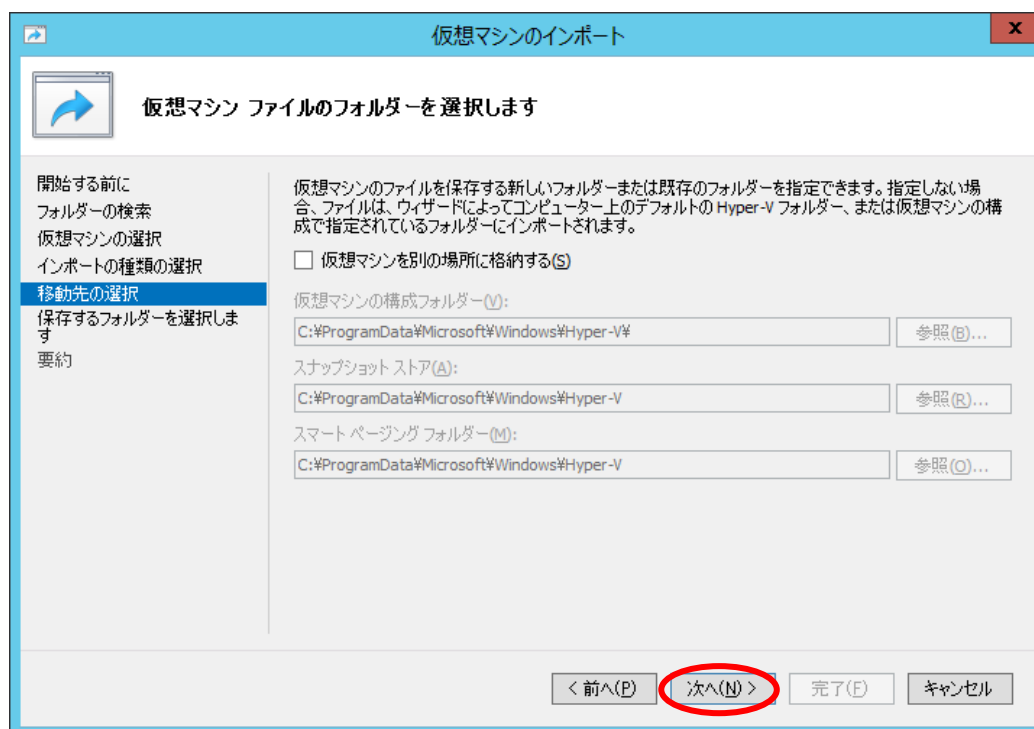 仮想マシンのインポート
x
仮想マシン ファイルのフォルダーを選択します
開始する前に
フォルダーの検索
仮想マシンの選択
インポートの種類の選択
移動先の選択
保存するフォルダーを選択しま
す
要約
仮想マシンのファイルを保存する新しいフォルダーまたは既存のフォルダーを指定できます。指定しない場
合、ファイルは、ウィザードによってコンピューター上のデフォルトの Hyper-V フォルダー、または仮想マシンの構
成で指定されているフォルダーにインポートされます。
仮想マシンを別の場所に格納する(S)
仮想マシンの構成フォルダー(V):
C:¥ProgramData¥Microsoft¥Windows¥Hyper-V¥
参照(B)...
スナップショット ストア(A):
C:¥ProgramData¥Microsoft¥Windows¥Hyper-V
参照(R)...
スマート ページング フォルダー(M):
C:¥ProgramData¥Microsoft¥Windows¥Hyper-V
参照(O)...
< 前へ(P)
次へ(N) >
完了(F)
キャンセル